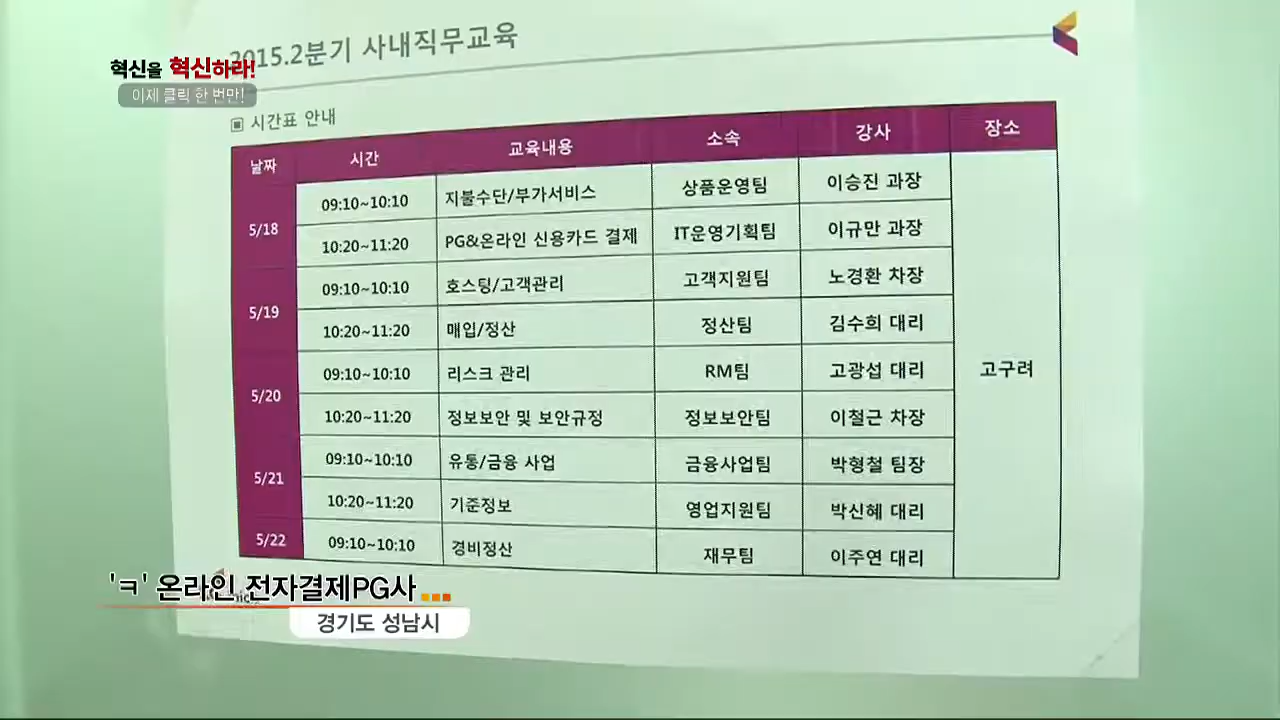 2015.2분기 사내직무교육
혁신을 혁신하라!
이제 클릭 한 번만!
▣ 시간표 안내
날짜 시간 교육내용 소속 강사 장소
5/18 09:10~10:10 지불수단/부가서비스 상품운영팀 이승진 과장
10:20~11:20 PG&온라인 신용카드 결제 IT운영기획팀 이규만 과장
5/19 09:10~10:10 호스팅/고객관리 고객지원팀 노경환 차장
10:20~11:20 매입/정산 정산팀 김수희 대리
5/20 09:10~10:10 리스크 관리 RM팀 고광섭 대리 고구려
10:20~11:20 정보보안 및 보안규정 정보보안팀 이철근 차장
5/21 09:10~10:10 유통/금융 사업 금융사업팀 박형철 팀장
10:20~11:20 기준정보 영업지원팀 박신혜 대리
5/22 09:10~10:10 경비정산 재무팀 이주연 대리
'ㅋ' 온라인 전자결제PG사...
경기도 성남시